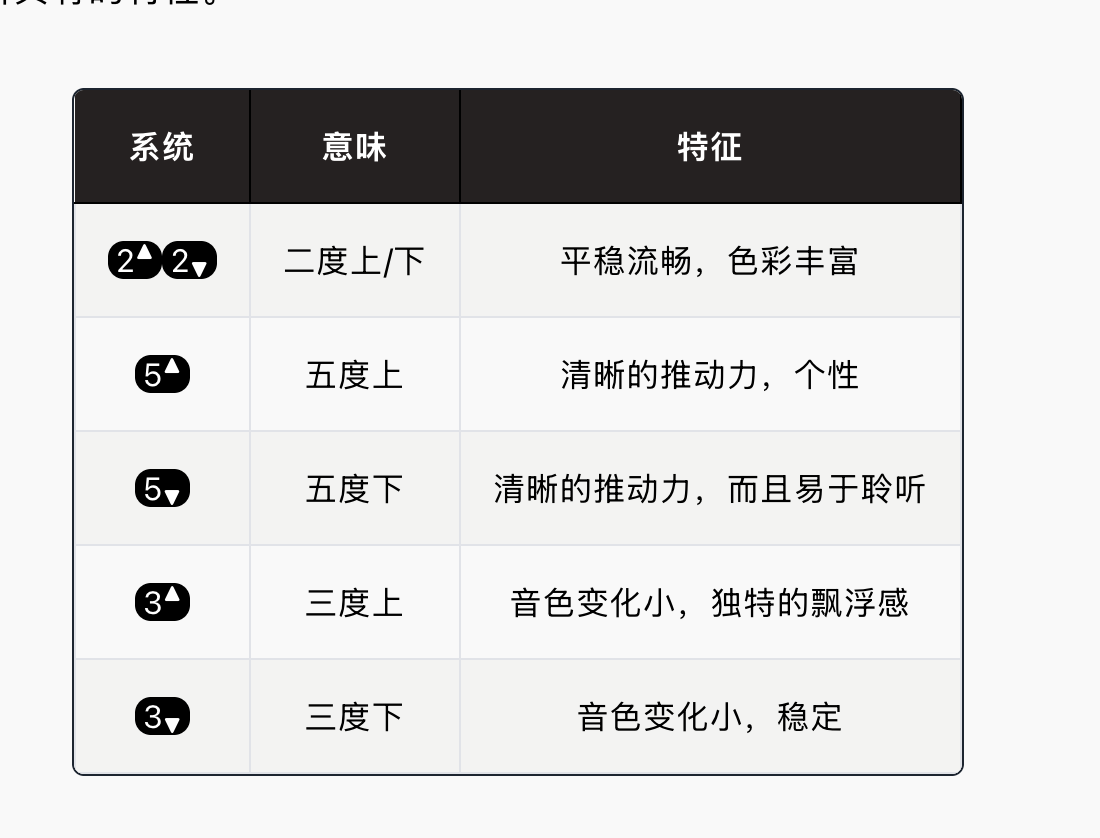 系统 意味 特征
2▲2▼ 二度上/下 平稳流畅，色彩丰富
5▲ 五度上 清晰的推动力，个性
5▼ 五度下 清晰的推动力，而且易于聆听
3▲ 三度上 音色变化小，独特的飘浮感
3▼ 三度下 音色变化小，稳定